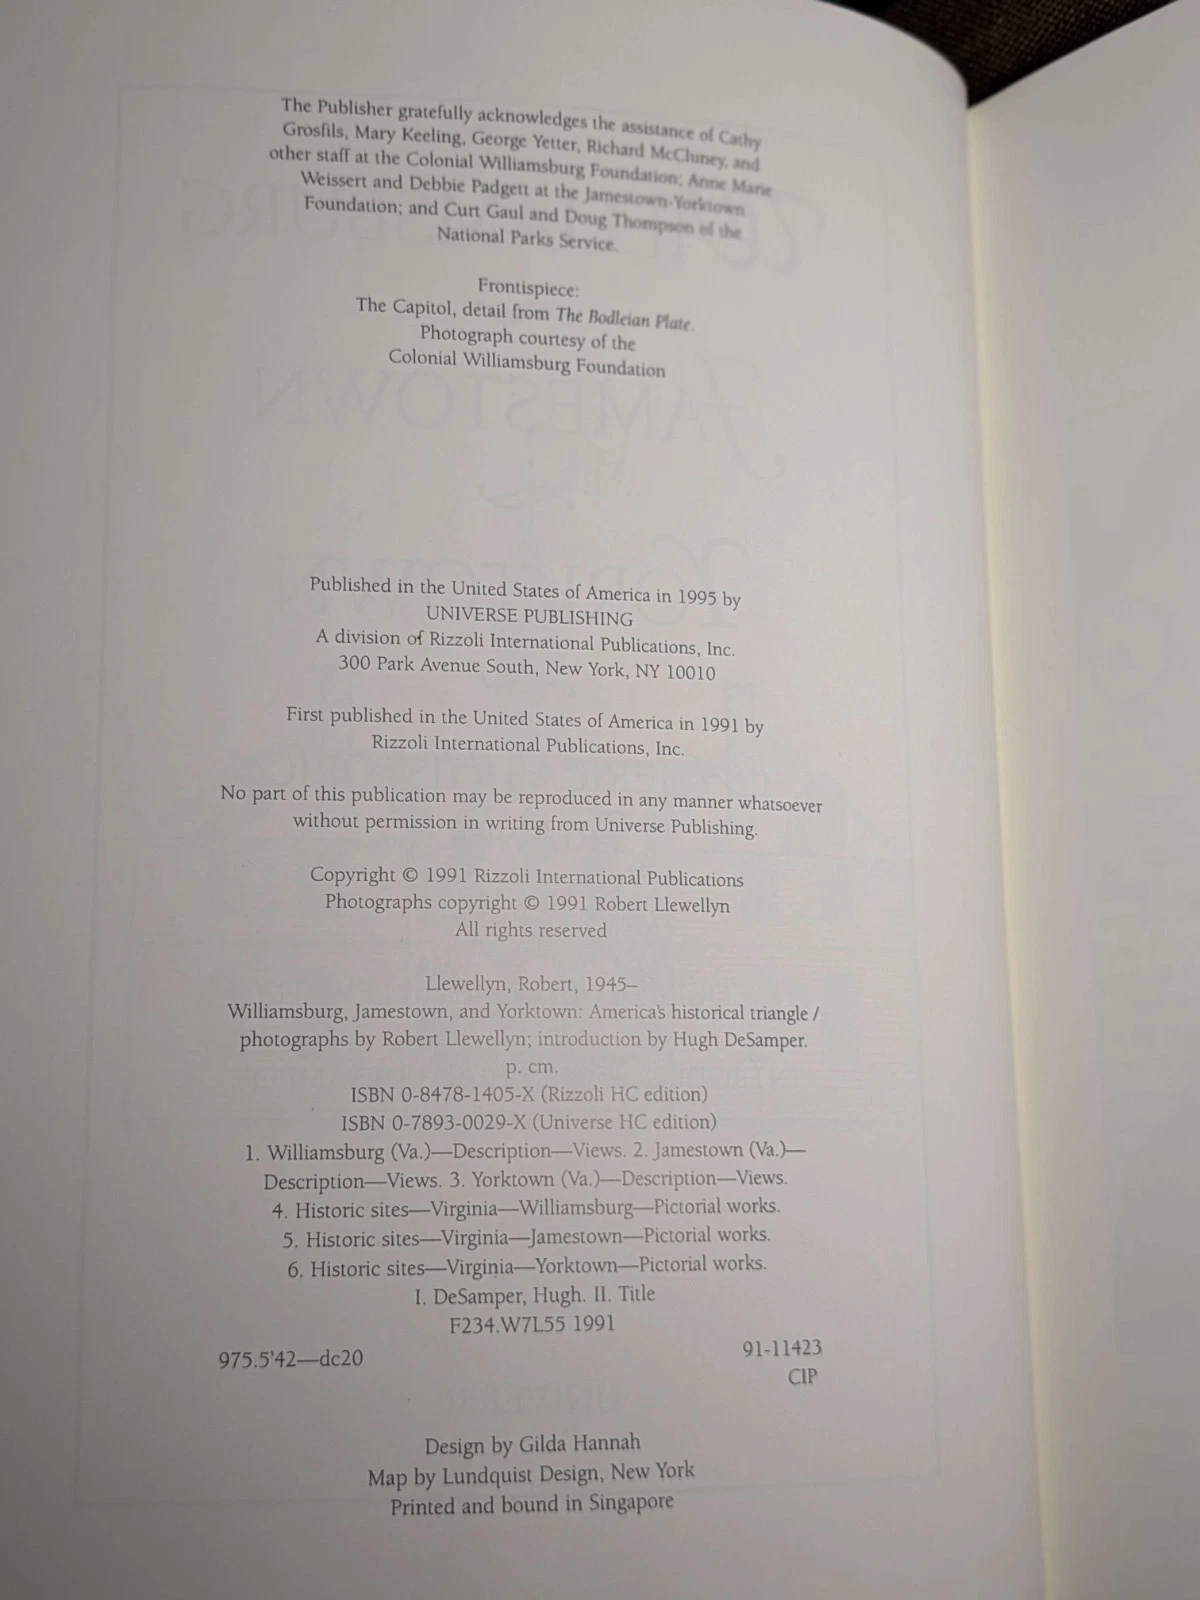 The Publisher gratefully acknowledges the assistance of Cathy
Grosfils, Mary Keeling, George Yetter, Richard McCluney, and
other staff at the Colonial Williamsburg Foundation; Anne Marie
Weissert and Debbie Padgett at the Jamestown-Yorktown
Foundation; and Curt Gaul and Doug Thompson of the
National Parks Service.
Frontispiece:
The Capitol, detail from The Bodleian Plate.
Photograph courtesy of the
Colonial Williamsburg Foundation
Published in the United States of America in 1995 by
UNIVERSE PUBLISHING
A division of Rizzoli International Publications, Inc.
300 Park Avenue South, New York, NY 10010
First published in the United States of America in 1991 by
Rizzoli International Publications, Inc.
No part of this publication may be reproduced in any manner whatsoever
without permission in writing from Universe Publishing.
Copyright © 1991 Rizzoli International Publications
Photographs copyright © 1991 Robert Llewellyn
All rights reserved
Llewellyn, Robert, 1945–
Williamsburg, Jamestown, and Yorktown: America's historical triangle /
photographs by Robert Llewellyn; introduction by Hugh DeSamper.
p. cm.
ISBN 0-8478-1405-X (Rizzoli HC edition)
ISBN 0-7893-0029-X (Universe HC edition)
1. Williamsburg (Va.)—Description—Views. 2. Jamestown (Va.)—
Description—Views. 3. Yorktown (Va.)—Description—Views.
4. Historic sites—Virginia—Williamsburg—Pictorial works.
5. Historic sites—Virginia—Jamestown—Pictorial works.
6. Historic sites—Virginia—Yorktown—Pictorial works.
I. DeSamper, Hugh. II. Title
F234.W7L55 1991
975.5'42—dc20 91-11423
CIP
Design by Gilda Hannah
Map by Lundquist Design, New York
Printed and bound in Singapore